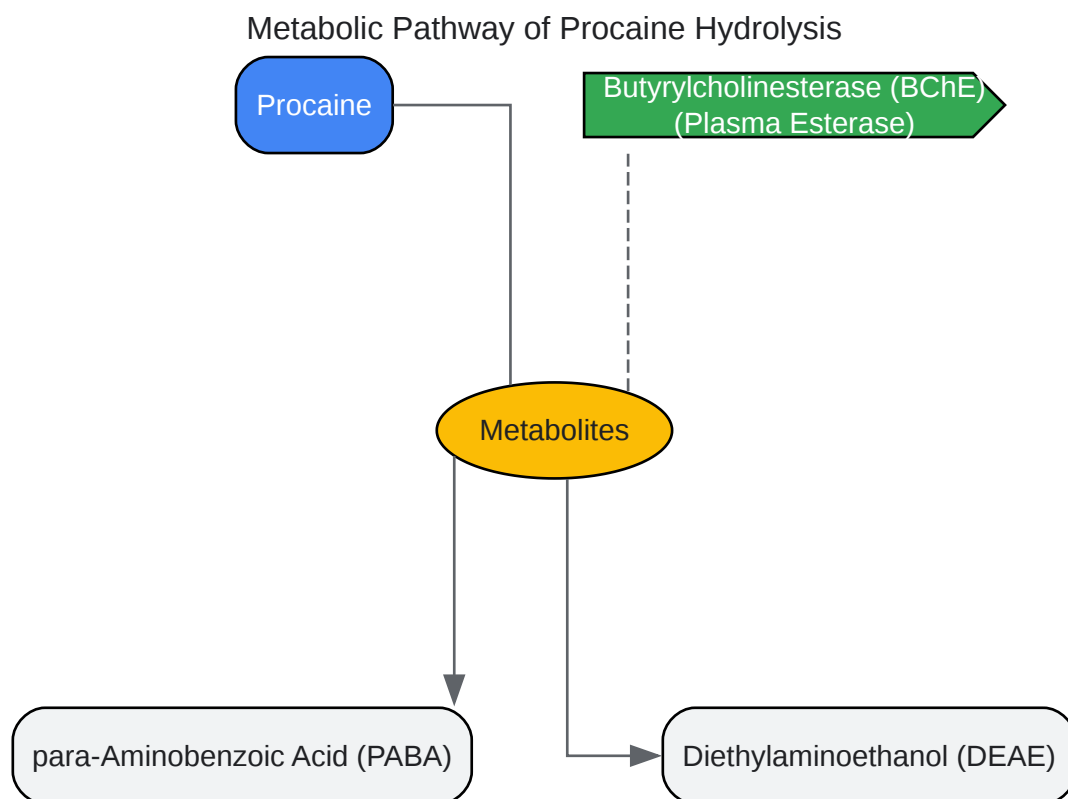 Metabolic Pathway of Procaine Hydrolysis
Procaine
Butyrylcholinesterase (BChE)
(Plasma Esterase)
Metabolites
para-Aminobenzoic Acid (PABA)
Diethylaminoethanol (DEAE)